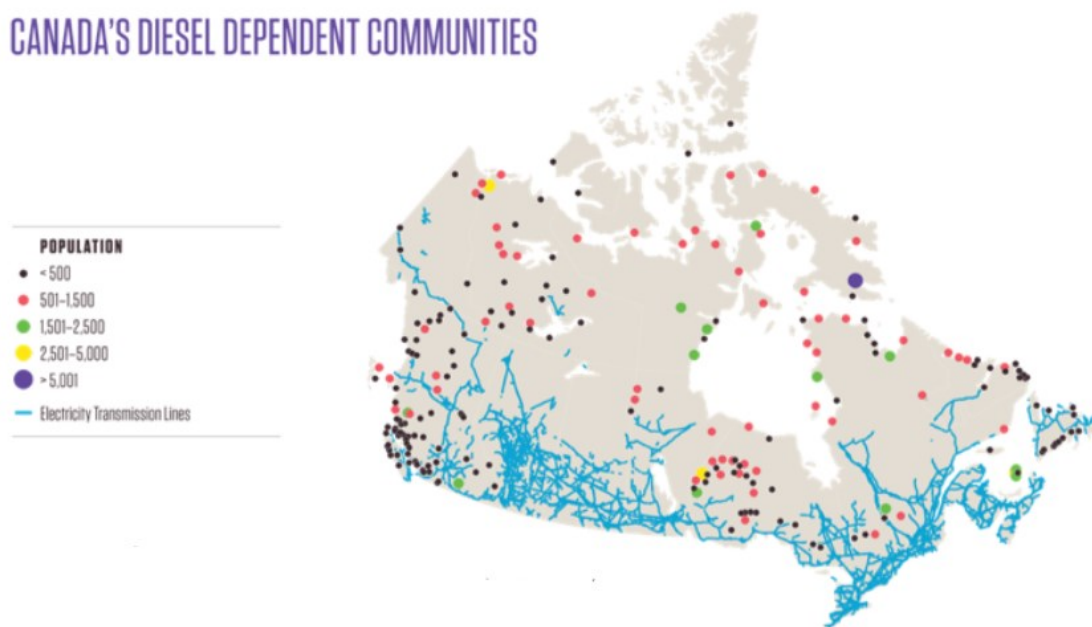 CANADA'S DIESEL DEPENDENT COMMUNITIES
POPULATION
< 500
501–1,500
1,501–2,500
2,501–5,000
> 5,001
Electricity Transmission Lines